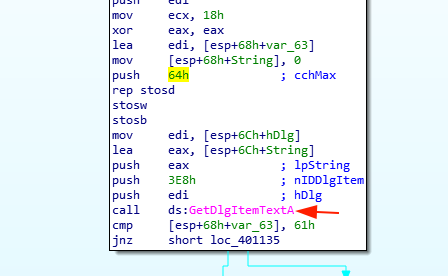 push edi
mov ecx, 18h
xor eax, eax
lea edi, [esp+68h+var_63]
mov [esp+68h+String], 0
push 64h ; cchMax
rep stosd
stosw
stosb
mov edi, [esp+6Ch+hDlg]
lea eax, [esp+6Ch+String]
push eax ; lpString
push 3E8h ; nIDDlgItem
push edi ; hDlg
call ds:GetDlgItemTextA
cmp [esp+68h+var_63], 61h
jnz short loc_401135